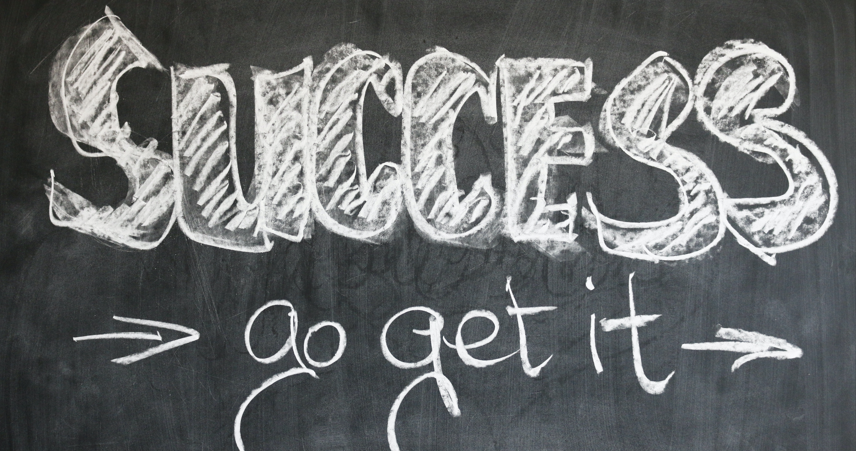 SUCCESS
→ go get it →